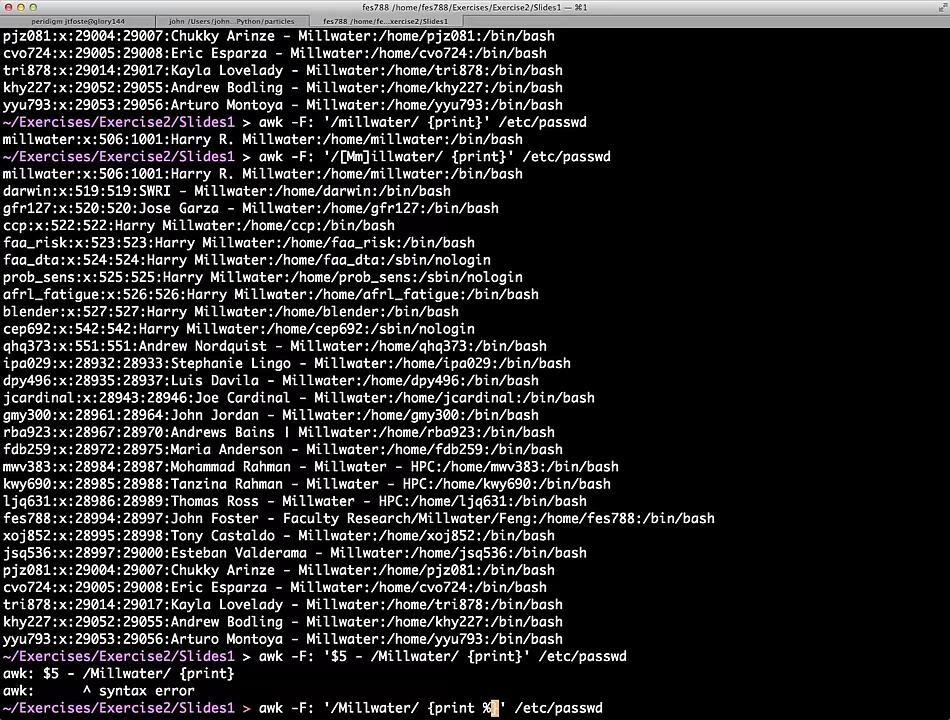 fes788 /home/fes788/Exercises/Exercise2/Slides1 — ⌘1
peridigm jtfoste@glory144
john /Users/john...Python/particles
fes788 /home/fe...xercise2/Slides1
pjz081:x:29004:29007:Chukky Arinze - Millwater:/home/pjz081:/bin/bash
cvo724:x:29005:29008:Eric Esparza - Millwater:/home/cvo724:/bin/bash
tri878:x:29014:29017:Kayla Lovelady - Millwater:/home/tri878:/bin/bash
khy227:x:29052:29055:Andrew Bodling - Millwater:/home/khy227:/bin/bash
yyu793:x:29053:29056:Arturo Montoya - Millwater:/home/yyu793:/bin/bash
~/Exercises/Exercise2/Slides1 > awk -F: '/millwater/ {print}' /etc/passwd
millwater:x:506:1001:Harry R. Millwater:/home/millwater:/bin/bash
~/Exercises/Exercise2/Slides1 > awk -F: '/[Mm]illwater/ {print}' /etc/passwd
millwater:x:506:1001:Harry R. Millwater:/home/millwater:/bin/bash
darwin:x:519:519:SWRI - Millwater:/home/darwin:/bin/bash
gfr127:x:520:520:Jose Garza - Millwater:/home/gfr127:/bin/bash
ccp:x:522:522:Harry Millwater:/home/ccp:/bin/bash
faa_risk:x:523:523:Harry Millwater:/home/faa_risk:/bin/bash
faa_dta:x:524:524:Harry Millwater:/home/faa_dta:/sbin/nologin
prob_sens:x:525:525:Harry Millwater:/home/prob_sens:/sbin/nologin
afrl_fatigue:x:526:526:Harry Millwater:/home/afrl_fatigue:/bin/bash
blender:x:527:527:Harry Millwater:/home/blender:/bin/bash
cep692:x:542:542:Harry Millwater:/home/cep692:/sbin/nologin
qhq373:x:551:551:Andrew Nordquist - Millwater:/home/qhq373:/bin/bash
ipa029:x:28932:28933:Stephanie Lingo - Millwater:/home/ipa029:/bin/bash
dpy496:x:28935:28937:Luis Davila - Millwater:/home/dpy496:/bin/bash
jcardinal:x:28943:28946:Joe Cardinal - Millwater:/home/jcardinal:/bin/bash
gmy300:x:28961:28964:John Jordan - Millwater:/home/gmy300:/bin/bash
rba923:x:28967:28970:Andrews Bains | Millwater:/home/rba923:/bin/bash
fdb259:x:28972:28975:Maria Anderson - Millwater:/home/fdb259:/bin/bash
mwv383:x:28984:28987:Mohammad Rahman - Millwater - HPC:/home/mwv383:/bin/bash
kwy690:x:28985:28988:Tanzina Rahman - Millwater - HPC:/home/kwy690:/bin/bash
ljq631:x:28986:28989:Thomas Ross - Millwater - HPC:/home/ljq631:/bin/bash
fes788:x:28994:28997:John Foster - Faculty Research/Millwater/Feng:/home/fes788:/bin/bash
xoj852:x:28995:28998:Tony Castaldo - Millwater:/home/xoj852:/bin/bash
jsq536:x:28997:29000:Esteban Valderama - Millwater:/home/jsq536:/bin/bash
pjz081:x:29004:29007:Chukky Arinze - Millwater:/home/pjz081:/bin/bash
cvo724:x:29005:29008:Eric Esparza - Millwater:/home/cvo724:/bin/bash
tri878:x:29014:29017:Kayla Lovelady - Millwater:/home/tri878:/bin/bash
khy227:x:29052:29055:Andrew Bodling - Millwater:/home/khy227:/bin/bash
yyu793:x:29053:29056:Arturo Montoya - Millwater:/home/yyu793:/bin/bash
~/Exercises/Exercise2/Slides1 > awk -F: '$5 - /Millwater/ {print}' /etc/passwd
awk: $5 - /Millwater/ {print}
awk:      ^ syntax error
~/Exercises/Exercise2/Slides1 > awk -F: '/Millwater/ {print %}' /etc/passwd